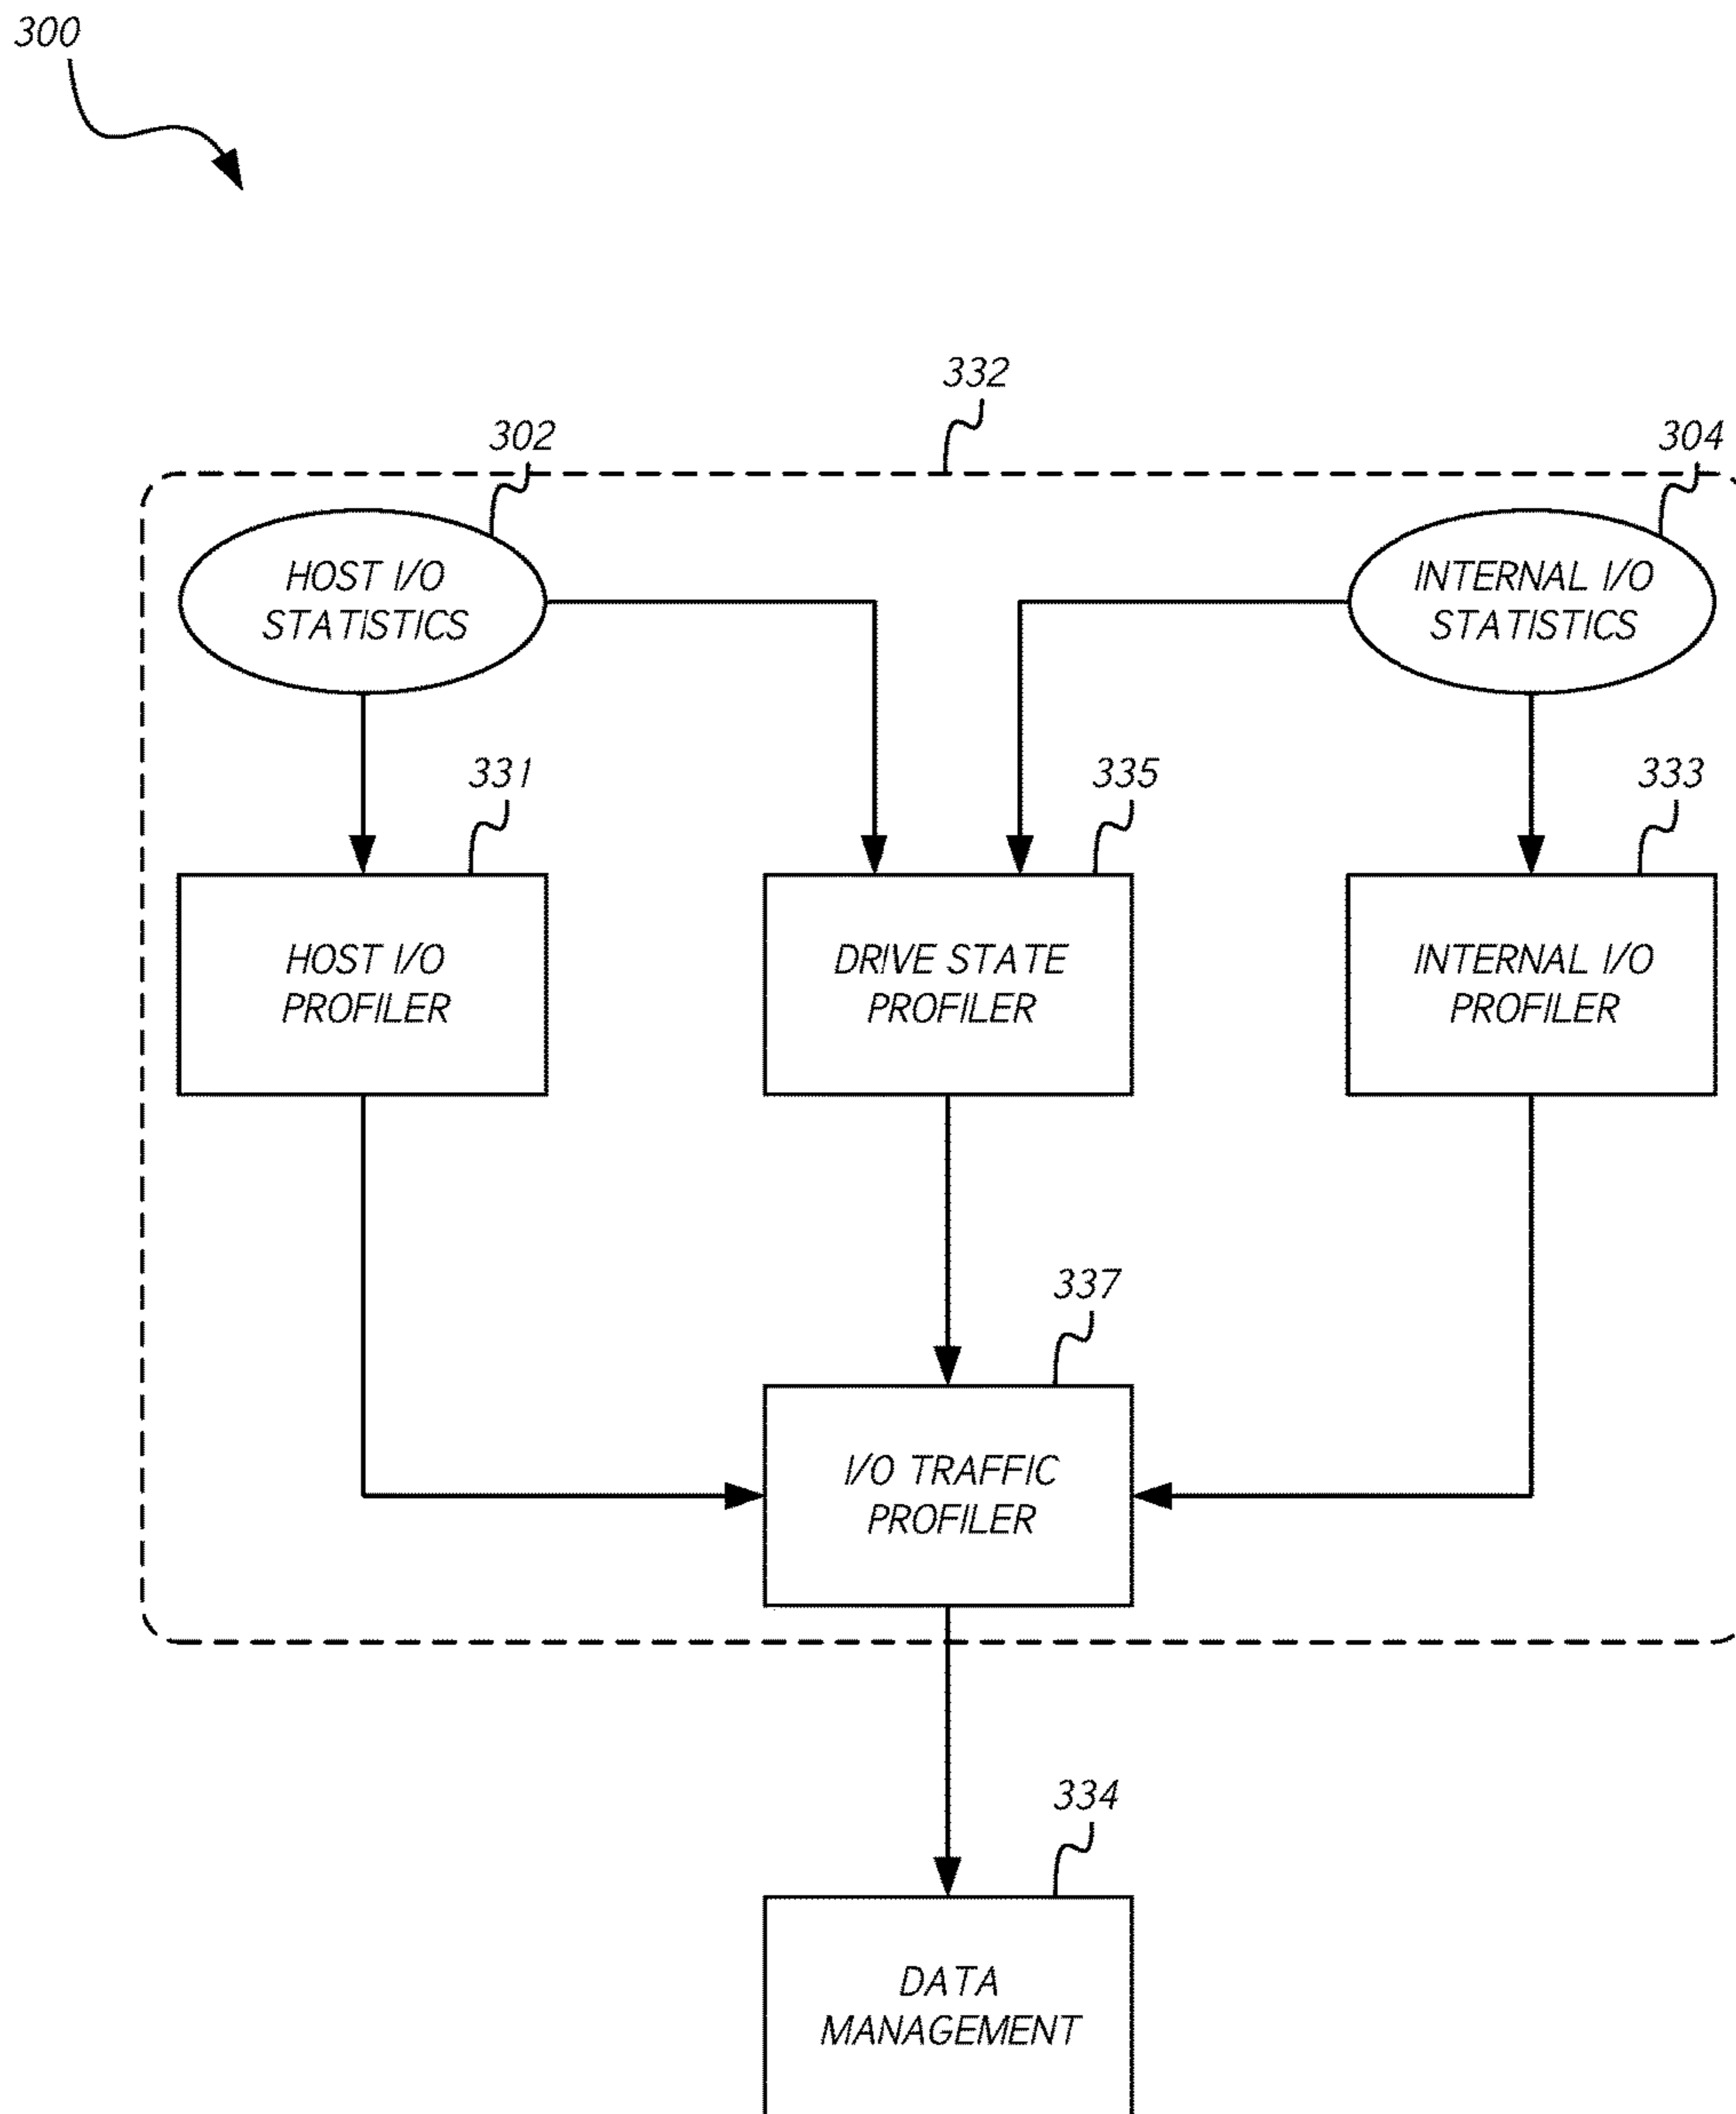 300
332
302
304
HOST I/O
STATISTICS
INTERNAL I/O
STATISTICS
331
335
333
HOST I/O
PROFILER
DRIVE STATE
PROFILER
INTERNAL I/O
PROFILER
337
I/O TRAFFIC
PROFILER
334
DATA
MANAGEMENT